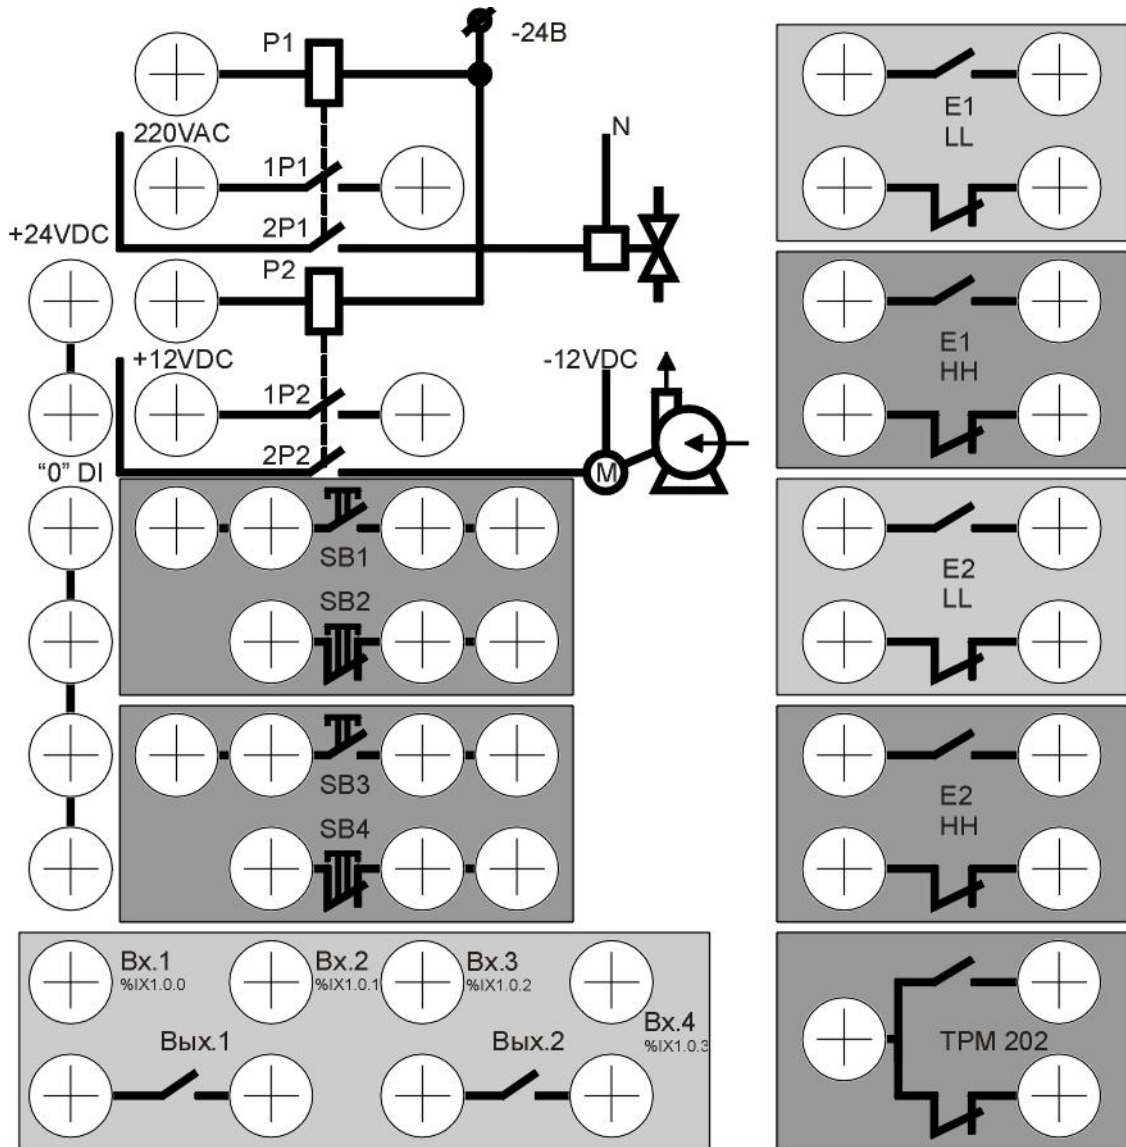 P1
-24В
220VAC
N
1P1
+24VDC
2P1
P2
+12VDC
-12VDC
1P2
"0" DI
2P2
M
SB1
SB2
SB3
SB4
Вх.1
%IX1.0.0
Вх.2
%IX1.0.1
Вх.3
%IX1.0.2
Вх.4
%IX1.0.3
Вых.1
Вых.2
E1
LL
E1
HH
E2
LL
E2
HH
ТРМ 202